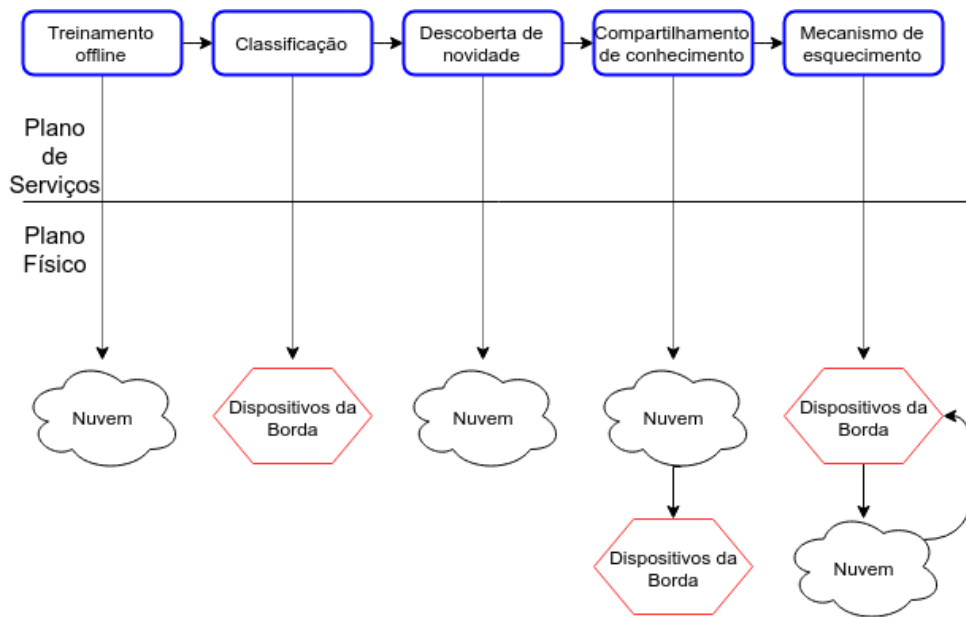 Treinamento
offline
Classificação
Descoberta de
novidade
Compartilhamento
de conhecimento
Mecanismo de
esquecimento
Plano
de
Serviços
Plano
Físico
Nuvem
Dispositivos da
Borda
Nuvem
Nuvem
Dispositivos da
Borda
Dispositivos da
Borda
Nuvem